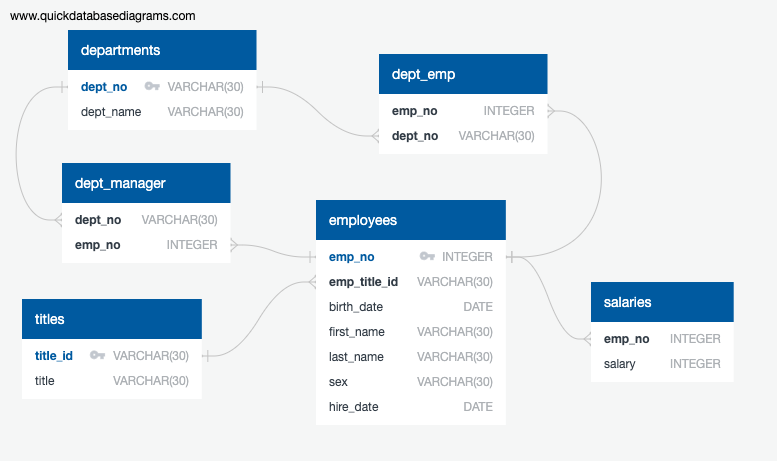 www.quickdatabasediagrams.com
departments
dept_no VARCHAR(30)
dept_name VARCHAR(30)
dept_emp
emp_no INTEGER
dept_no VARCHAR(30)
dept_manager
dept_no VARCHAR(30)
emp_no INTEGER
employees
emp_no INTEGER
emp_title_id VARCHAR(30)
birth_date DATE
first_name VARCHAR(30)
last_name VARCHAR(30)
sex VARCHAR(30)
hire_date DATE
titles
title_id VARCHAR(30)
title VARCHAR(30)
salaries
emp_no INTEGER
salary INTEGER